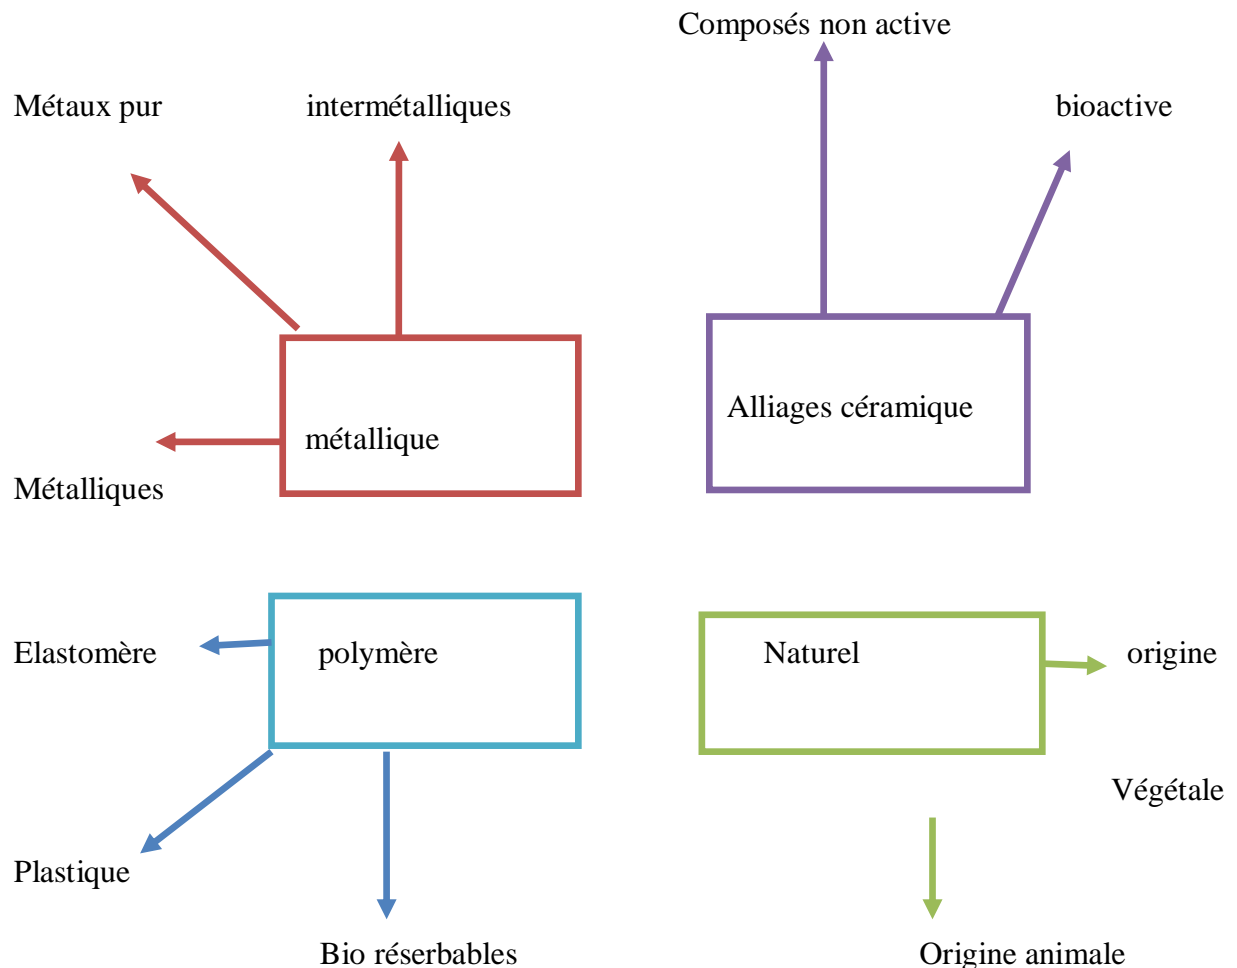 Composés non active
Métaux pur intermétalliques bioactive
Alliages céramique
métallique
Métalliques
Elastomère polymère Naturel origine
Végétale
Plastique
Bio réserbables Origine animale